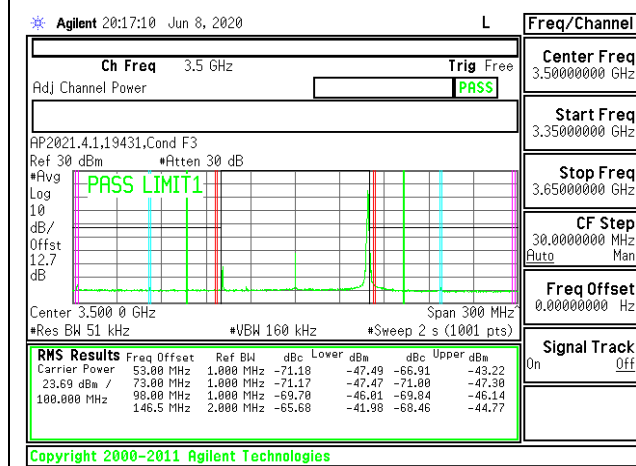 Agilent 20:17:10 Jun 8, 2020 L
Freq/Channel
Ch Freq 3.5 GHz Trig Free
Adj Channel Power PASS
Center Freq
3.50000000 GHz
Start Freq
3.35000000 GHz
Stop Freq
3.65000000 GHz
CF Step
30.0000000 MHz
Auto Man
Freq Offset
0.00000000 Hz
Signal Track
On Off
AP2021.4.1,19431,Cond F3
Ref 30 dBm #Atten 30 dB
#Avg
Log
10
dB/
Offst
12.7
dB
PASS LIMIT1
Center 3.500 0 GHz Span 300 MHz^
#Res BW 51 kHz #VBW 160 kHz #Sweep 2 s (1001 pts)
RMS Results Freq Offset Ref BW dBc Lower dBm dBc Upper dBm
Carrier Power 53.00 MHz 1.000 MHz -71.18 -47.49 -66.91 -43.22
23.69 dBm / 73.00 MHz 1.000 MHz -71.17 -47.47 -71.00 -47.30
100.000 MHz 98.00 MHz 1.000 MHz -69.70 -46.01 -69.84 -46.14
146.5 MHz 2.000 MHz -65.68 -41.98 -68.46 -44.77
Copyright 2000-2011 Agilent Technologies